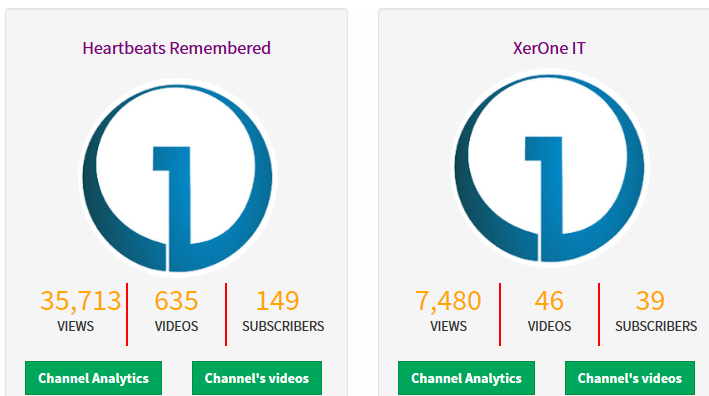 Heartbeats Remembered
35,713 635 149
VIEWS VIDEOS SUBSCRIBERS
Channel Analytics Channel's videos
XerOne IT
7,480 46 39
VIEWS VIDEOS SUBSCRIBERS
Channel Analytics Channel's videos